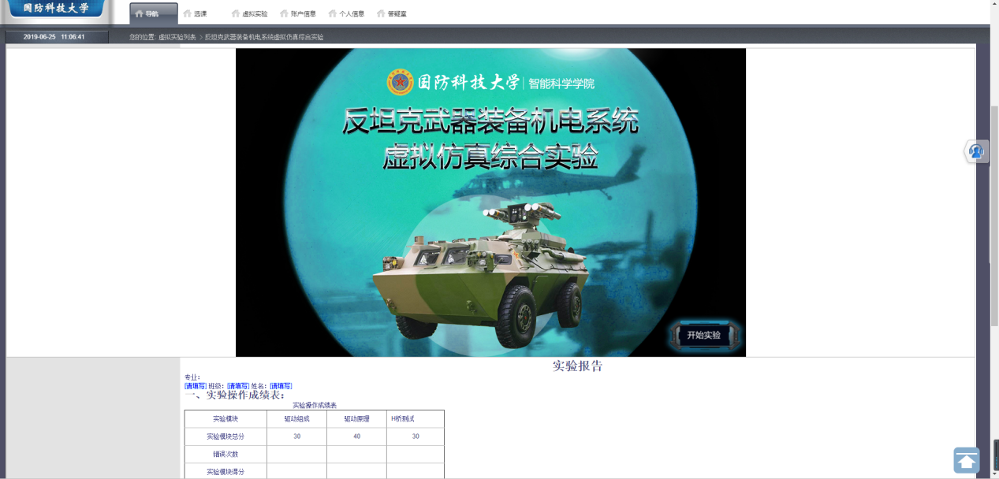 国防科技大学
导航 选课 虚拟实验 账户信息 个人信息 答疑室
2019-06-25 11:06:41
您的位置: 虚拟实验列表 > 反坦克武器装备机电系统虚拟仿真综合实验
国防科技大学 | 智能科学学院
反坦克武器装备机电系统
虚拟仿真综合实验
开始实验
实验报告
专业:
[请填写] 班级: [请填写] 姓名: [请填写]
一、实验操作成绩表:
实验操作成绩表
实验模块 驱动组成 驱动原理 H桥测试
实验模块总分 30 40 30
错误次数
实验模块得分